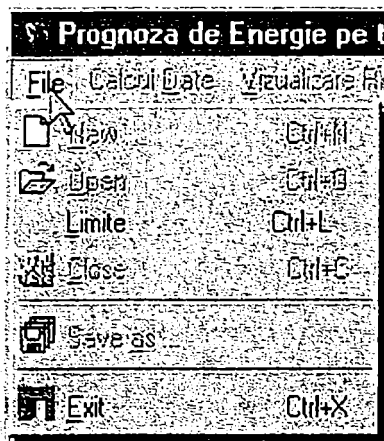 Prognoza de Energie pe
File Calcul Date Vizualizare
New Ctrl+N
Open Ctrl+O
Limite Ctrl+L
Close Ctrl+C
Save as ...
Exit Ctrl+X